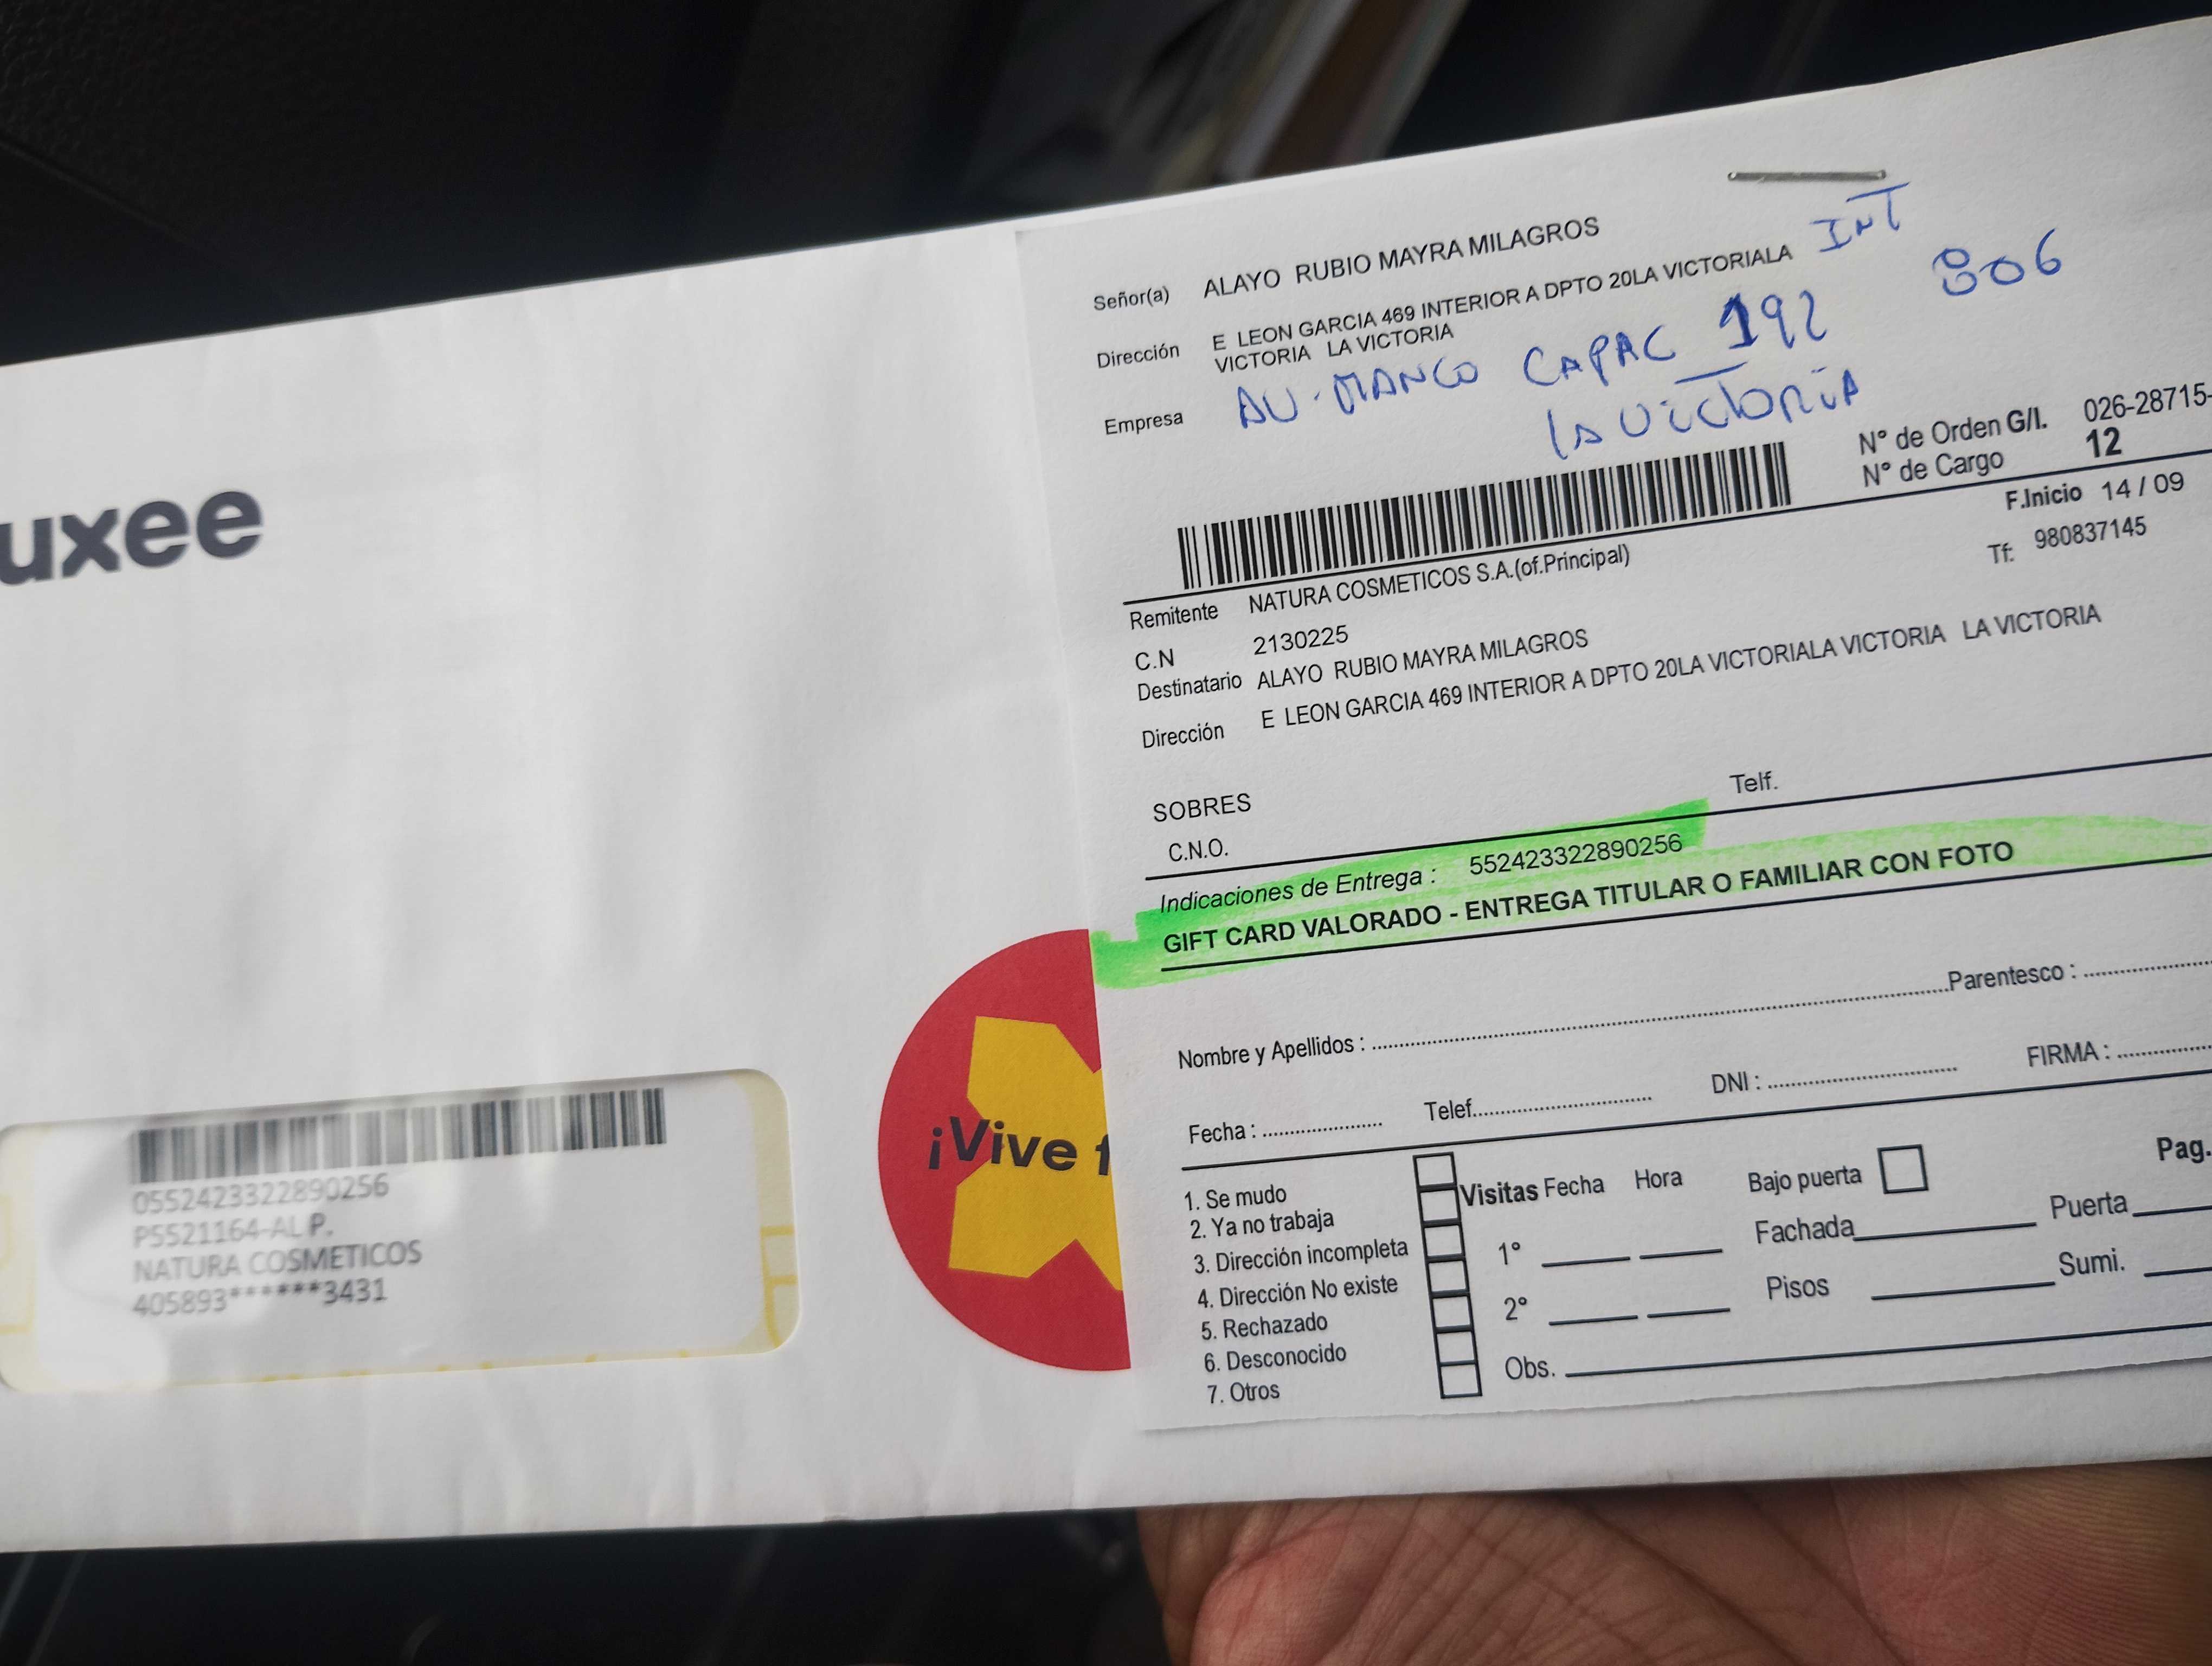 uxee
Señor(a) ALAYO RUBIO MAYRA MILAGROS
Dirección E LEON GARCIA 469 INTERIOR A DPTO 20LA VICTORIALA
VICTORIA LA VICTORIA
INT
806
AV. MANCO CAPAC 192
LA VICTORIA
Empresa
N° de Orden G/I. 026-28715-
N° de Cargo 12
F.Inicio 14 / 09
Tf: 980837145
Remitente NATURA COSMETICOS S.A.(of.Principal)
C.N 2130225
Destinatario ALAYO RUBIO MAYRA MILAGROS
Dirección E LEON GARCIA 469 INTERIOR A DPTO 20LA VICTORIALA VICTORIA LA VICTORIA
SOBRES
Telf.
C.N.O.
Indicaciones de Entrega : 552423322890256
GIFT CARD VALORADO - ENTREGA TITULAR O FAMILIAR CON FOTO
Nombre y Apellidos : Parentesco :
Fecha : Telef. DNI : FIRMA :
1. Se mudo
2. Ya no trabaja
3. Dirección incompleta
4. Dirección No existe
5. Rechazado
6. Desconocido
7. Otros
Visitas Fecha Hora
1°
2°
Obs.
Bajo puerta
Pag.
Fachada Puerta
Pisos Sumi.
¡Vive
0552423322890256
P5521164-AL P.
NATURA COSMETICOS
405893******3431